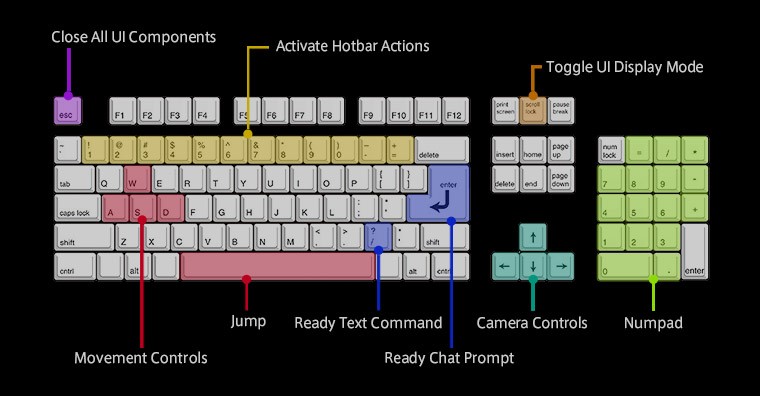 Close All UI Components
Activate Hotbar Actions
Toggle UI Display Mode
esc F1 F2 F3 F4 F5 F6 F7 F8 F9 F10 F11 F12 print screen scroll lock pause break
~ ` ! 1 @ 2 # 3 $ 4 % 5 ^ 6 & 7 * 8 ( 9 ) 0 - + = delete insert home page up num lock = / *
tab Q W E R T Y U I O P { [ } ] enter delete end page down 7 8 9 -
caps lock A S D F G H J K L : ; 4 5 6 +
shift Z X C V B N M < , > . ? / shift ↑ 1 2 3 enter
cntrl alt alt cntrl ← ↓ → 0 .
Jump
Ready Text Command
Camera Controls
Numpad
Movement Controls
Ready Chat Prompt